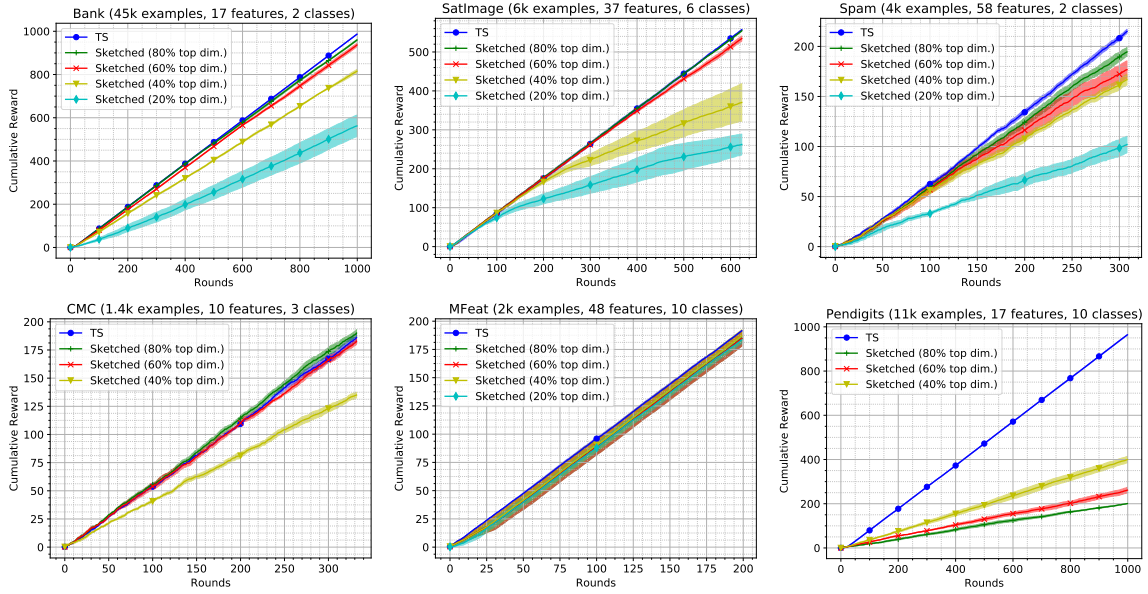 Bank (45k examples, 17 features, 2 classes)
Cumulative Reward
1000
800
600
400
200
0
TS
Sketched (80% top dim.)
Sketched (60% top dim.)
Sketched (40% top dim.)
Sketched (20% top dim.)
0 200 400 600 800 1000
Rounds
SatImage (6k examples, 37 features, 6 classes)
Cumulative Reward
500
400
300
200
100
0
TS
Sketched (80% top dim.)
Sketched (60% top dim.)
Sketched (40% top dim.)
Sketched (20% top dim.)
0 100 200 300 400 500 600
Rounds
Spam (4k examples, 58 features, 2 classes)
Cumulative Reward
200
150
100
50
0
TS
Sketched (80% top dim.)
Sketched (60% top dim.)
Sketched (40% top dim.)
Sketched (20% top dim.)
0 50 100 150 200 250 300
Rounds
CMC (1.4k examples, 10 features, 3 classes)
Cumulative Reward
200
175
150
125
100
75
50
25
0
TS
Sketched (80% top dim.)
Sketched (60% top dim.)
Sketched (40% top dim.)
0 50 100 150 200 250 300
Rounds
MFeat (2k examples, 48 features, 10 classes)
Cumulative Reward
200
175
150
125
100
75
50
25
0
TS
Sketched (80% top dim.)
Sketched (60% top dim.)
Sketched (40% top dim.)
Sketched (20% top dim.)
0 25 50 75 100 125 150 175 200
Rounds
Pendigits (11k examples, 17 features, 10 classes)
Cumulative Reward
1000
800
600
400
200
0
TS
Sketched (80% top dim.)
Sketched (60% top dim.)
Sketched (40% top dim.)
0 200 400 600 800 1000
Rounds